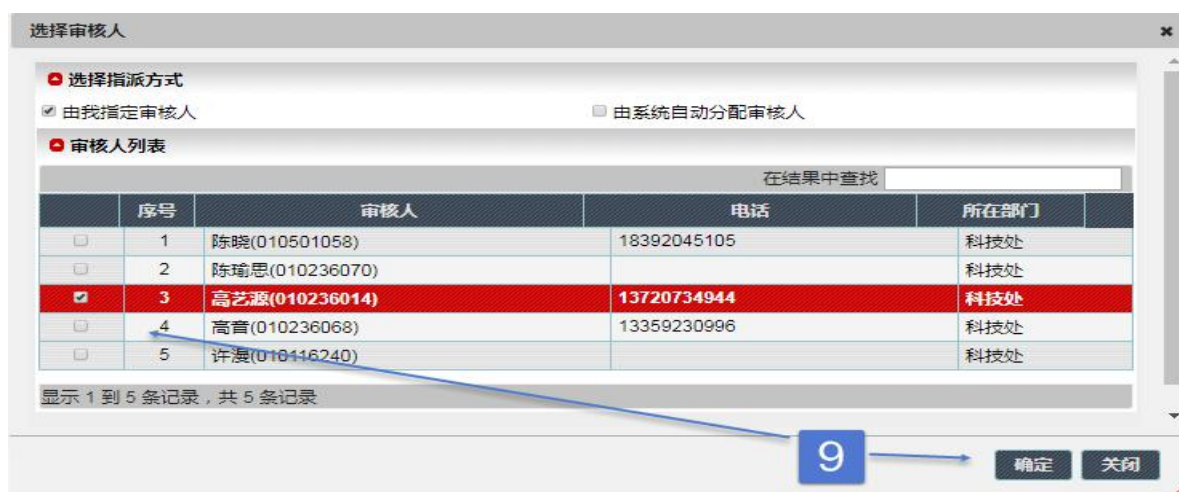 选择审核人
选择指派方式
由我指定审核人 由系统自动分配审核人
审核人列表
在结果中查找
序号 审核人 电话 所在部门
1 陈晓(010501058) 18392045105 科技处
2 陈瑜思(010236070) 科技处
3 高艺源(010236014) 13720734944 科技处
4 高音(010236068) 13359230996 科技处
5 许漫(010116240) 科技处
显示 1 到 5 条记录，共 5 条记录
9
确定 关闭